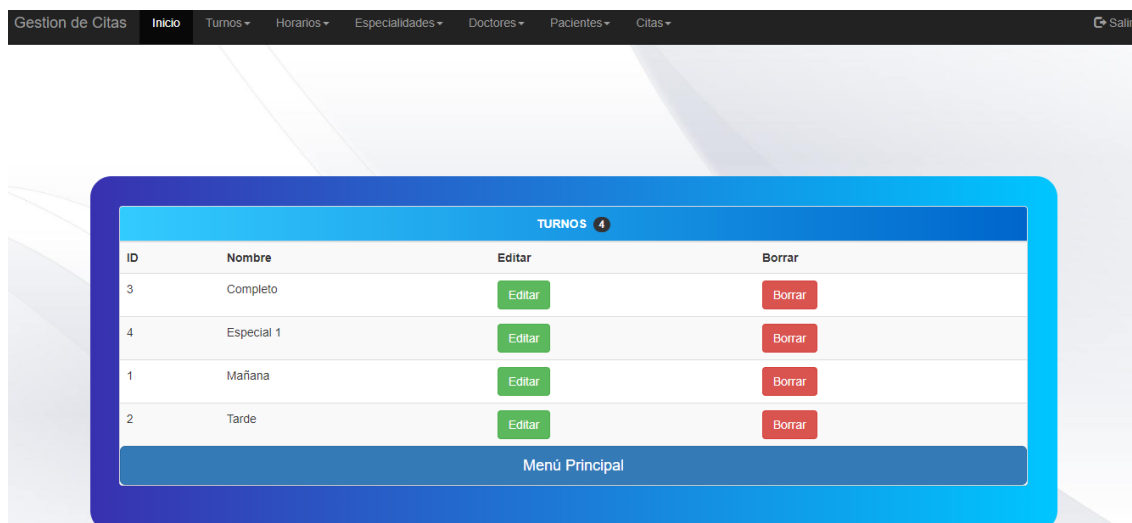 Gestion de Citas Inicio Turnos Horarios Especialidades Doctores Pacientes Citas Salir
TURNOS 4
ID Nombre Editar Borrar
3 Completo Editar Borrar
4 Especial 1 Editar Borrar
1 Mañana Editar Borrar
2 Tarde Editar Borrar
Menú Principal